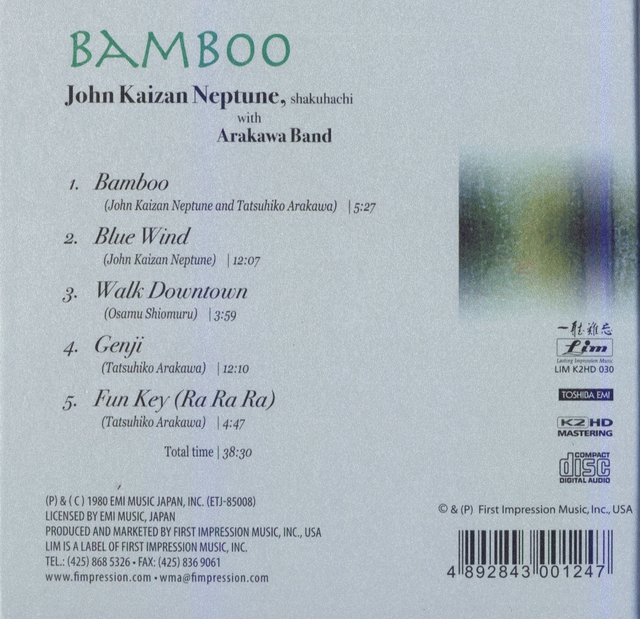 BAMBOO
John Kaizan Neptune, shakuhachi
with
Arakawa Band
1. Bamboo
(John Kaizan Neptune and Tatsuhiko Arakawa) | 5:27
2. Blue Wind
(John Kaizan Neptune) | 12:07
3. Walk Downtown
(Osamu Shiomuru) | 3:59
4. Genji
(Tatsuhiko Arakawa) | 12:10
5. Fun Key (Ra Ra Ra)
(Tatsuhiko Arakawa) | 4:47
Total time | 38:30
一聽難忘
Lim
Lasting Impression Music
LIM K2HD 030
TOSHIBA EMI
K2 HD
MASTERING
COMPACT
disc
DIGITAL AUDIO
(P) & ( C ) 1980 EMI MUSIC JAPAN, INC. (ETJ-85008)
LICENSED BY EMI MUSIC, JAPAN
PRODUCED AND MARKETED BY FIRST IMPRESSION MUSIC, INC., USA
LIM IS A LABEL OF FIRST IMPRESSION MUSIC, INC.
TEL.: (425) 868 5326 • FAX: (425) 836 9061
www.fimpression.com • wma@fimpression.com
© & (P) First Impression Music, Inc., USA
4 892843 001247